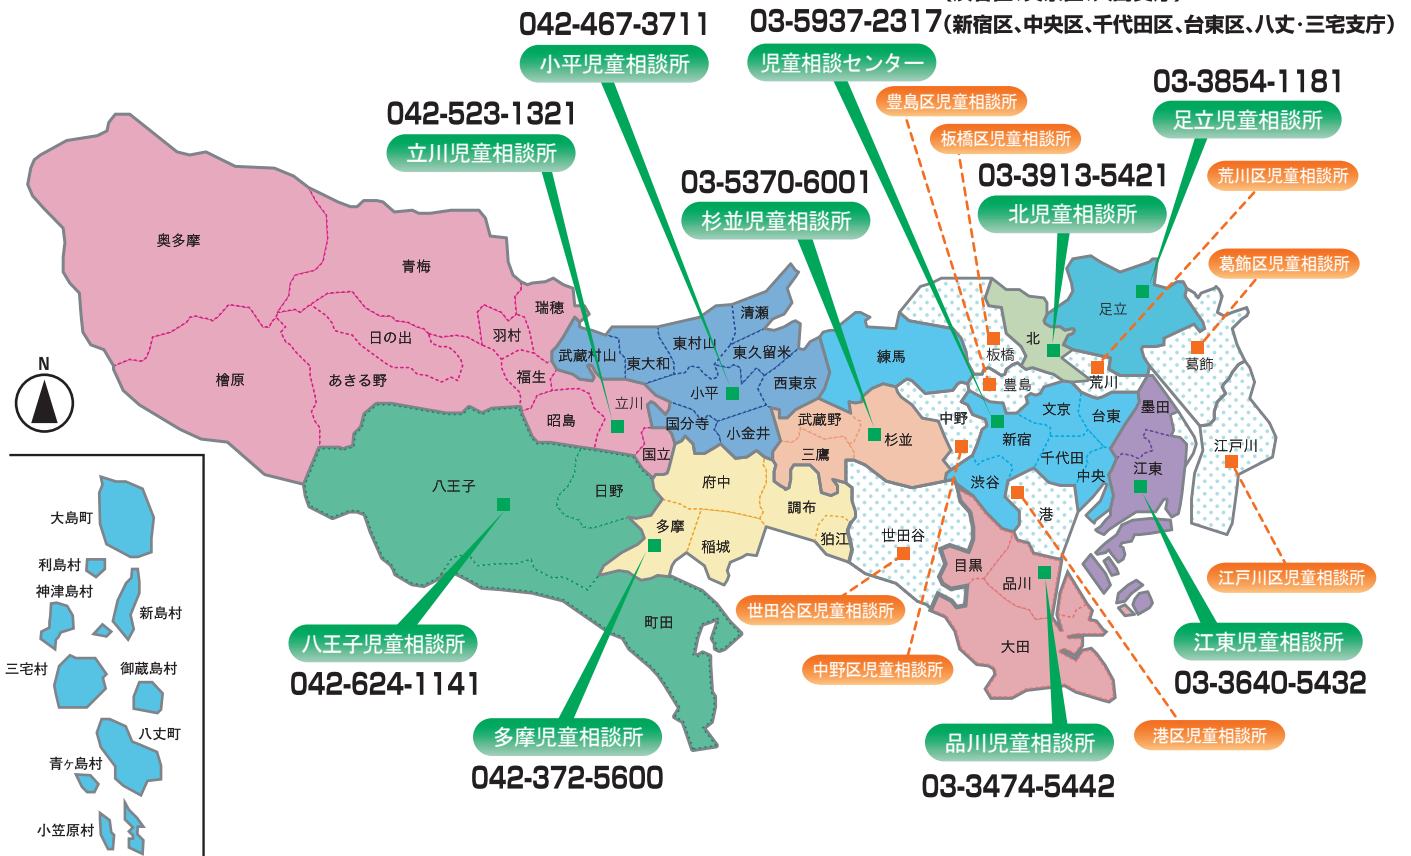 042-467-3711
小平児童相談所
03-5937-2317
(新宿区、中央区、千代田区、台東区、八丈・三宅支庁)
児童相談センター
042-523-1321
立川児童相談所
豊島区児童相談所
板橋区児童相談所
03-3854-1181
足立児童相談所
03-5370-6001
杉並児童相談所
03-3913-5421
北児童相談所
荒川区児童相談所
葛飾区児童相談所
奥多摩
青梅
瑞穂
羽村
日の出
檜原
あきる野
福生
昭島
立川
国立
武蔵村山
東大和
東村山
清瀬
東久留米
小平
西東京
国分寺
小金井
練馬
板橋
豊島
北
足立
荒川
葛飾
中野
新宿
文京
台東
墨田
千代田
中央
江東
江戸川
渋谷
港
武蔵野
三鷹
杉並
八王子
日野
多摩
府中
稲城
調布
狛江
世田谷
目黒
品川
大田
町田
N
大島町
利島村
神津島村
新島村
三宅村
御蔵島村
八丈町
青ヶ島村
小笠原村
八王子児童相談所
042-624-1141
多摩児童相談所
042-372-5600
世田谷区児童相談所
中野区児童相談所
品川児童相談所
03-3474-5442
港区児童相談所
江戸川区児童相談所
江東児童相談所
03-3640-5432